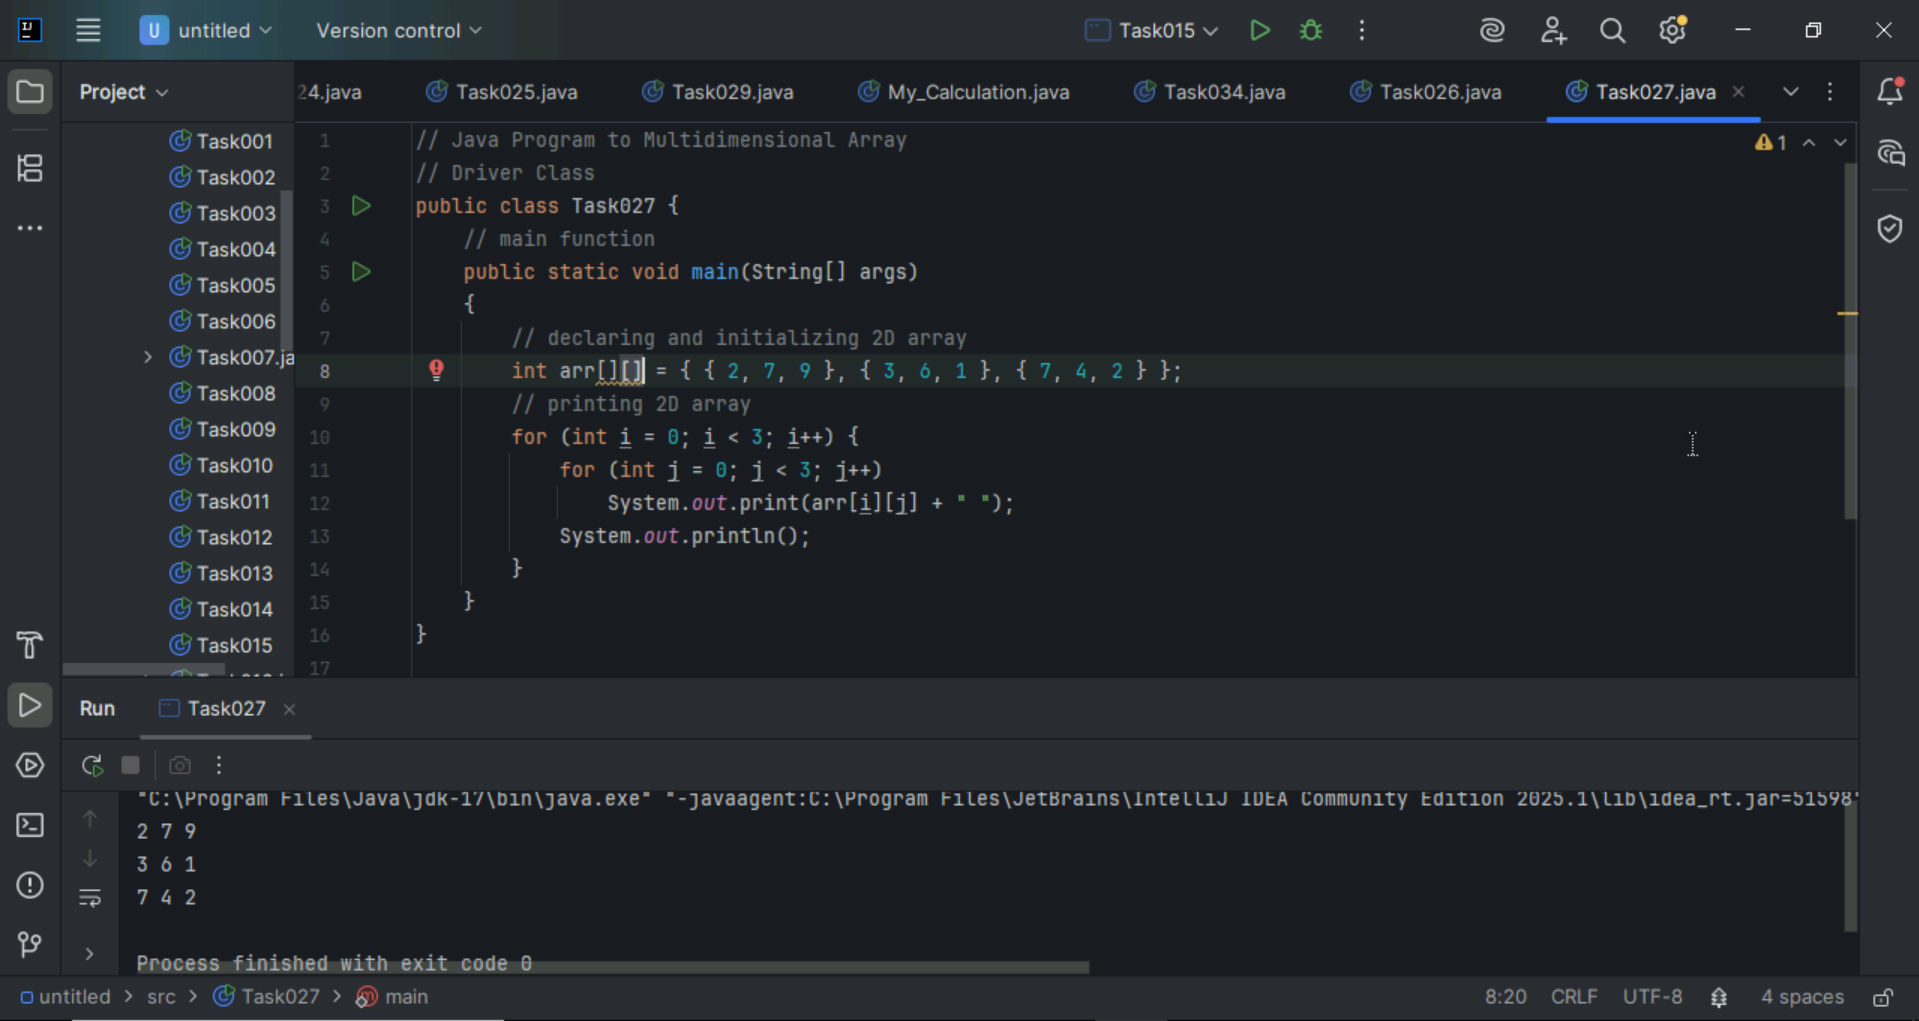 U untitled Version control Task015
Project 24.java Task025.java Task029.java My_Calculation.java Task034.java Task026.java Task027.java
Task001
Task002
Task003
Task004
Task005
Task006
Task007.ja
Task008
Task009
Task010
Task011
Task012
Task013
Task014
Task015
1 // Java Program to Multidimensional Array
2 // Driver Class
3 public class Task027 {
4 // main function
5 public static void main(String[] args)
6 {
7 // declaring and initializing 2D array
8 int arr[][] = { { 2, 7, 9 }, { 3, 6, 1 }, { 7, 4, 2 } };
9 // printing 2D array
10 for (int i = 0; i < 3; i++) {
11 for (int j = 0; j < 3; j++)
12 System.out.print(arr[i][j] + " ");
13 System.out.println();
14 }
15 }
16 }
17
1
Run Task027
"C:\Program Files\Java\jdk-17\bin\java.exe" "-javaagent:C:\Program Files\JetBrains\IntelliJ IDEA Community Edition 2025.1\lib\idea_rt.jar=51598"
2 7 9
3 6 1
7 4 2
Process finished with exit code 0
untitled > src > Task027 > main 8:20 CRLF UTF-8 4 spaces